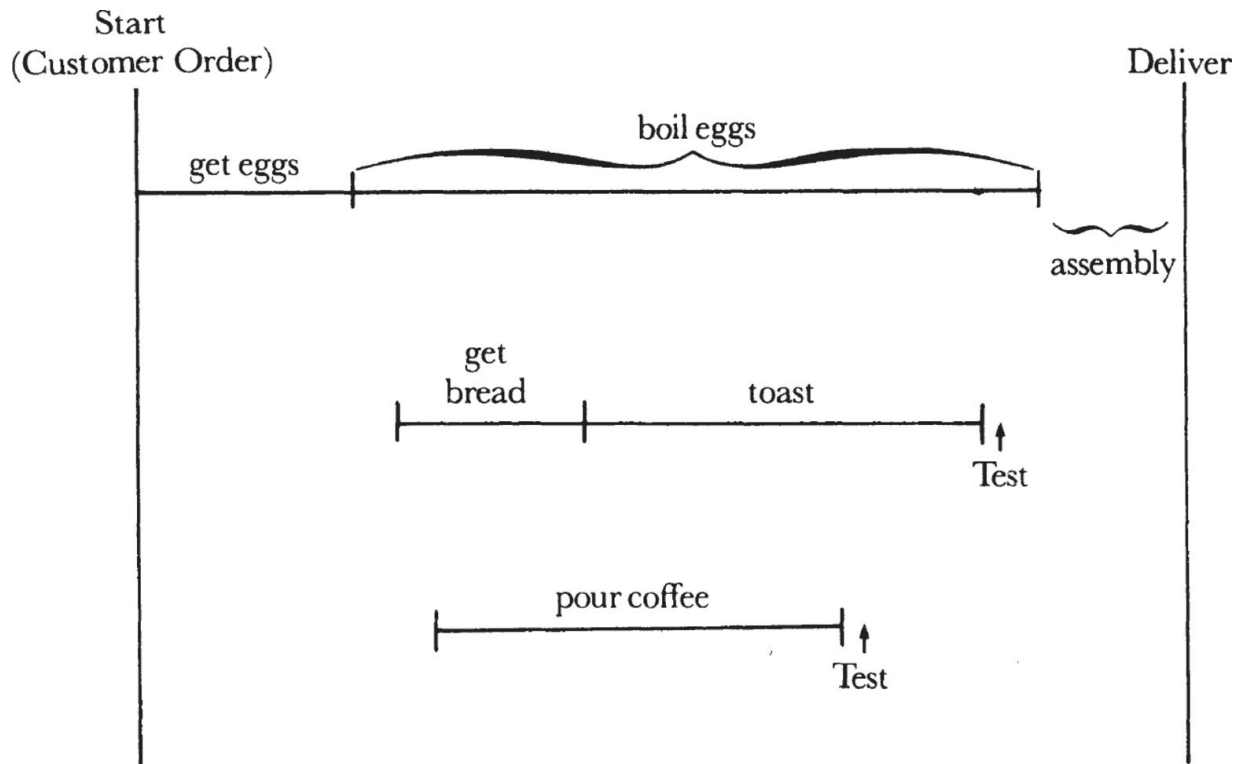 Start
(Customer Order)
Deliver
boil eggs
get eggs
assembly
get
bread
toast
Test
pour coffee
Test